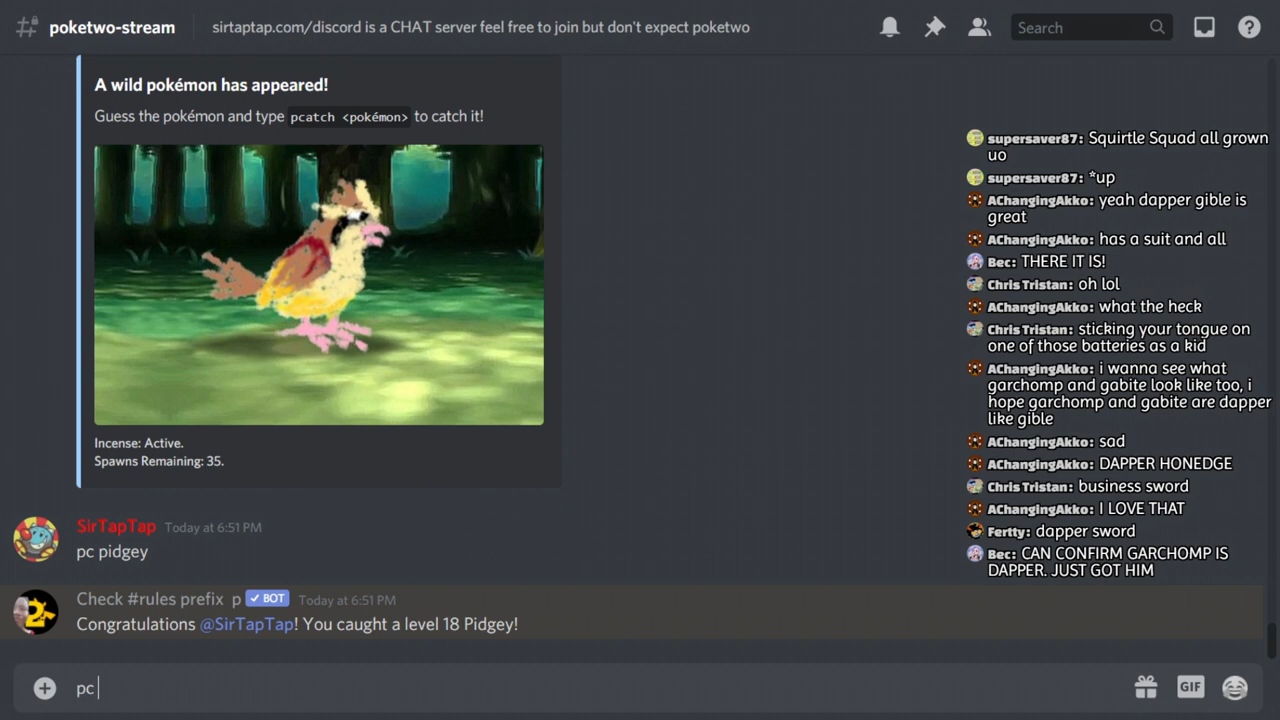 poketwo-stream
sirtaptap.com/discord is a CHAT server feel free to join but don't expect poketwo
Search
A wild pokémon has appeared!
Guess the pokémon and type pcatch <pokémon> to catch it!
Incense: Active.
Spawns Remaining: 35.
SirTapTap Today at 6:51 PM
pc pidgey
Check #rules prefix p BOT Today at 6:51 PM
Congratulations @SirTapTap! You caught a level 18 Pidgey!
pc
GIF
supersaver87: Squirtle Squad all grown
uo
supersaver87: *up
AChangingAkko: yeah dapper gible is
great
AChangingAkko: has a suit and all
Bec: THERE IT IS!
Chris Tristan: oh lol
AChangingAkko: what the heck
Chris Tristan: sticking your tongue on
one of those batteries as a kid
AChangingAkko: i wanna see what
garchomp and gabite look like too, i
hope garchomp and gabite are dapper
like gible
AChangingAkko: sad
AChangingAkko: DAPPER HONEDGE
Chris Tristan: business sword
AChangingAkko: I LOVE THAT
Fertty: dapper sword
Bec: CAN CONFIRM GARCHOMP IS
DAPPER. JUST GOT HIM